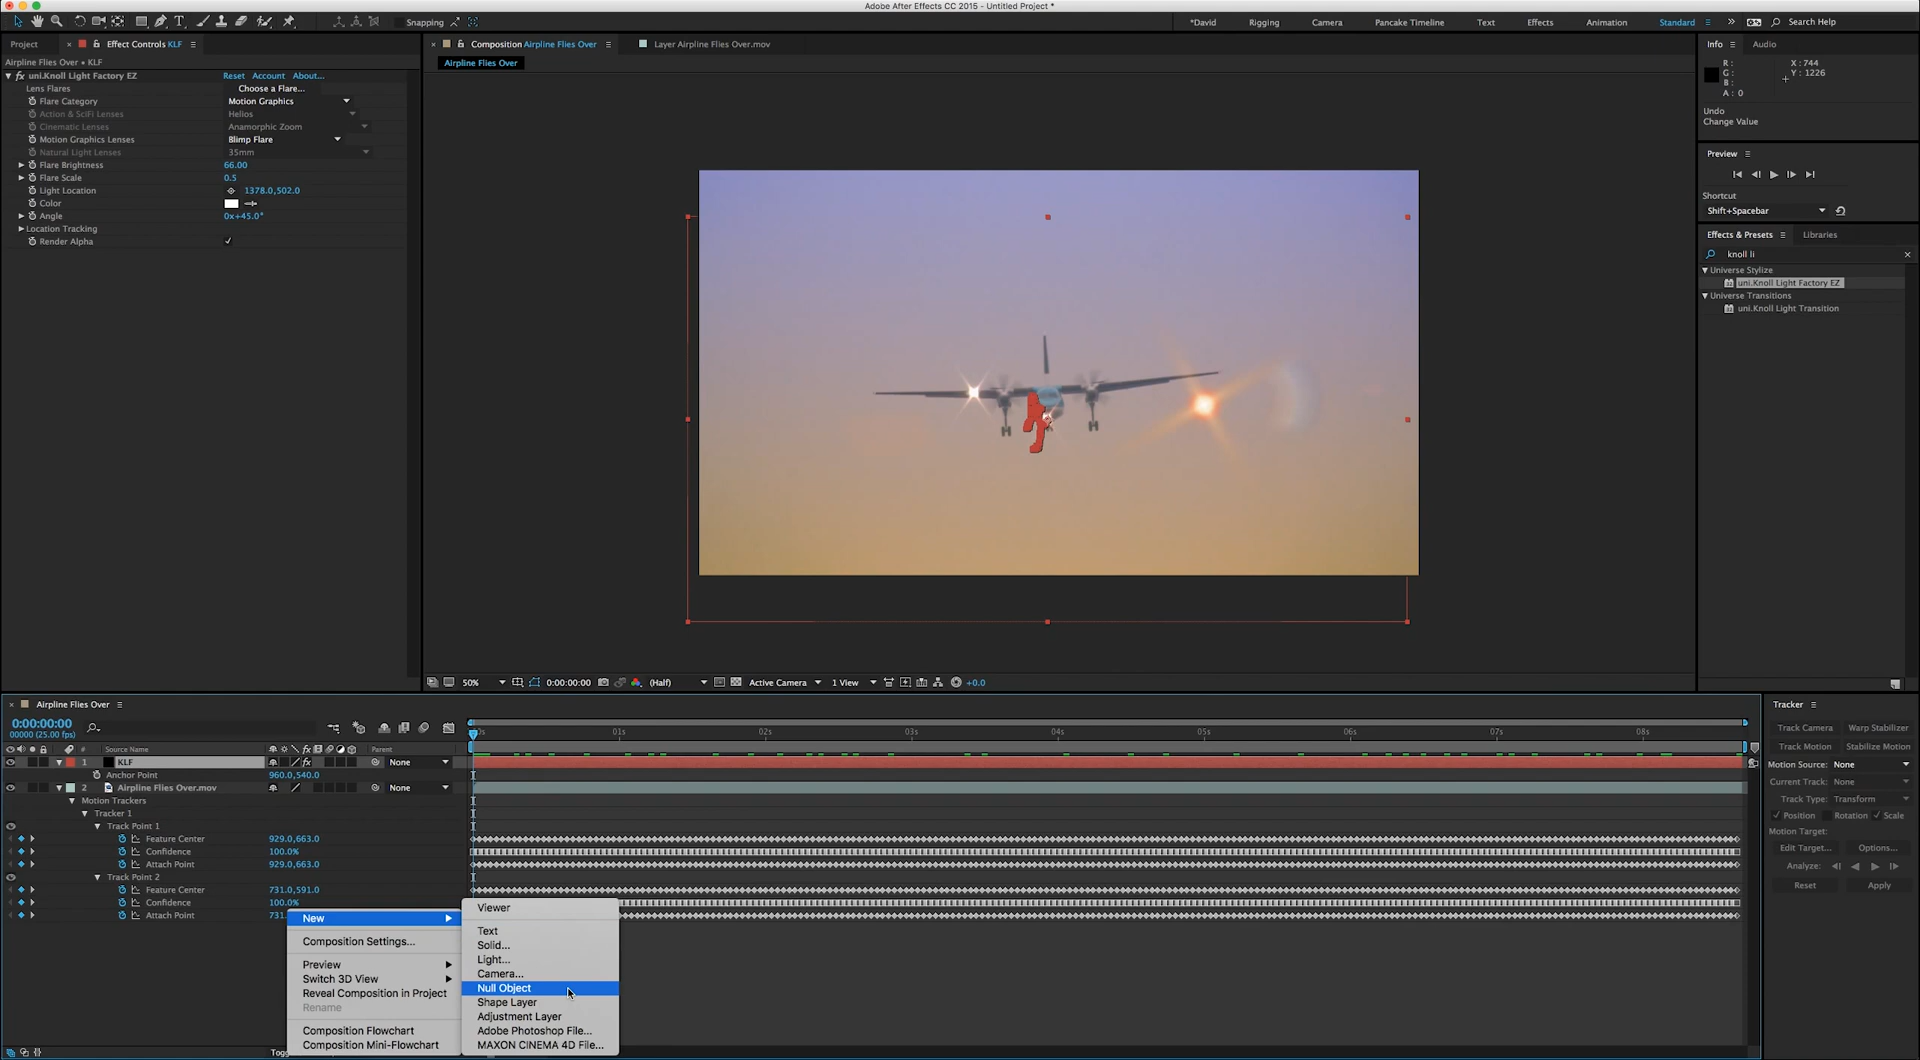 Adobe After Effects CC 2015 - Untitled Project *
Snapping
*David
Rigging
Camera
Pancake Timeline
Text
Effects
Animation
Standard
Search Help
Project
Effect Controls KLF
Airline Flies Over • KLF
uni.Knoll Light Factory EZ
Reset
Account
About...
Lens Flares
Choose a Flare...
Flare Category
Motion Graphics
Action & SciFi Lenses
Helios
Cinematic Lenses
Anamorphic Zoom
Motion Graphics Lenses
Blimp Flare
Natural Light Lenses
35mm
Flare Brightness
66.00
Flare Scale
0.5
Light Location
1378.0,502.0
Color
Angle
0x+45.0°
Location Tracking
Render Alpha
Composition Airpline Flies Over
Layer Airpline Flies Over.mov
Airpline Flies Over
50%
0:00:00:00
(Half)
Active Camera
1 View
+0.0
Info
Audio
R :
G :
B :
A : 0
X : 744
Y : 1226
Undo
Change Value
Preview
Shortcut
Shift+Spacebar
Effects & Presets
Libraries
knoll li
Universe Stylize
uni.Knoll Light Factory EZ
Universe Transitions
uni.Knoll Light Transition
Airpline Flies Over
0:00:00:00
00000 (25.00 fps)
01s
02s
03s
04s
05s
06s
07s
08s
#
Source Name
Parent
1
KLF
None
Anchor Point
960.0,540.0
2
Airpline Flies Over.mov
None
Motion Trackers
Tracker 1
Track Point 1
Feature Center
929.0,663.0
Confidence
100.0%
Attach Point
929.0,663.0
Track Point 2
Feature Center
731.0,591.0
Confidence
100.0%
Attach Point
731.
New
Composition Settings...
Preview
Switch 3D View
Reveal Composition in Project
Rename
Composition Flowchart
Composition Mini-Flowchart
Viewer
Text
Solid...
Light...
Camera...
Null Object
Shape Layer
Adjustment Layer
Adobe Photoshop File...
MAXON CINEMA 4D File...
Tracker
Track Camera
Warp Stabilizer
Track Motion
Stabilize Motion
Motion Source:
None
Current Track:
None
Track Type:
Transform
Position
Rotation
Scale
Motion Target:
Edit Target...
Options...
Analyze:
Reset
Apply